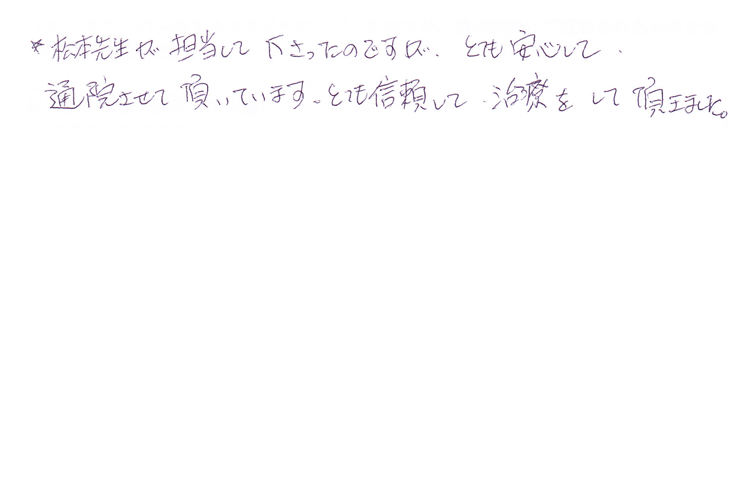 *松本先生が担当して下さったのですが、とても安心して、
通院させて頂いています。とても信頼して、治療をして頂きました。